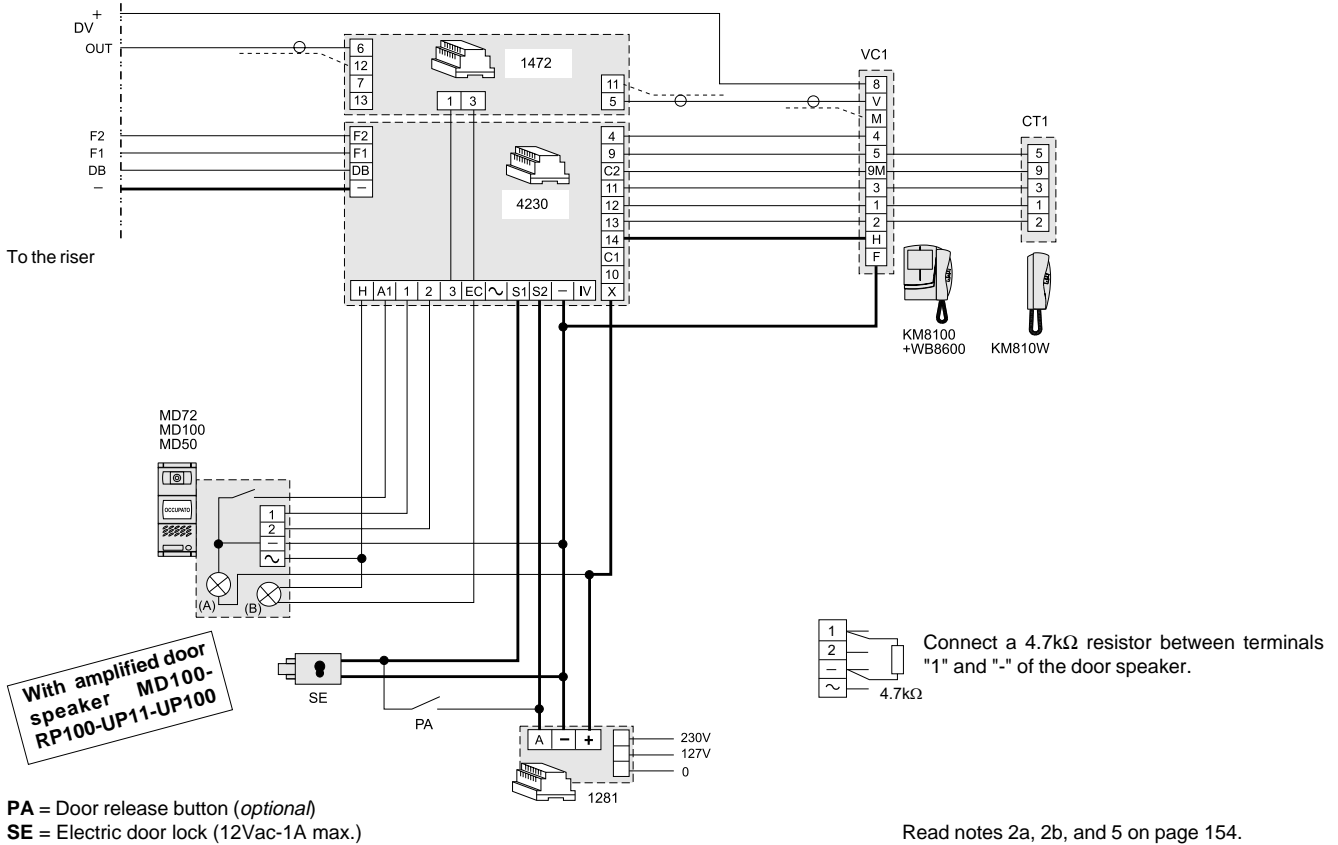 +
DV
OUT
F2
F1
DB
−
To the riser
6
12
7
13
1472
1 3
11
5
F2
F1
DB
−
4230
4
9
C2
11
12
13
14
C1
10
X
H A1 1 2 3 EC ∼ S1 S2 − IV
VC1
8
V
M
4
5
9M
3
1
2
H
F
CT1
5
9
3
1
2
KM8100
+WB8600
KM810W
MD72
MD100
MD50
OCCUPATO
1
2
−
∼
(A)
(B)
With amplified door
speaker MD100-
RP100-UP11-UP100
SE
PA
A − +
230V
127V
0
1281
1
2
−
∼
4.7kΩ
Connect a 4.7kΩ resistor between terminals
"1" and "-" of the door speaker.
PA = Door release button (optional)
SE = Electric door lock (12Vac-1A max.)
Read notes 2a, 2b, and 5 on page 154.